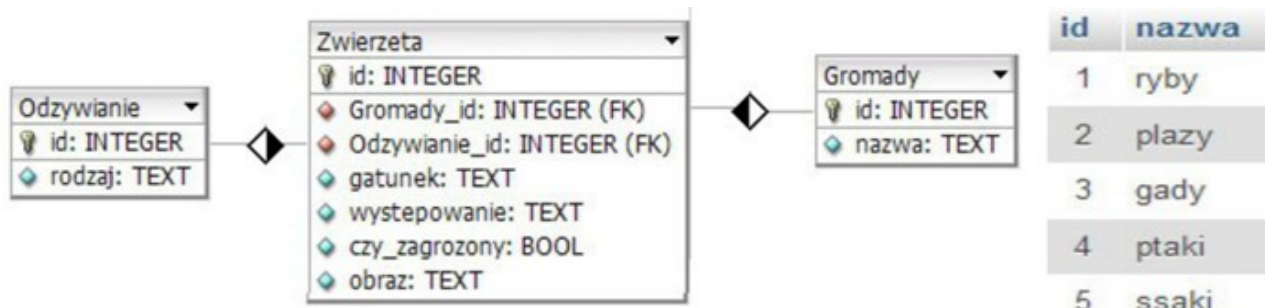 Odzywianie
id: INTEGER
rodzaj: TEXT
Zwierzeta
id: INTEGER
Gromady_id: INTEGER (FK)
Odzywianie_id: INTEGER (FK)
gatunek: TEXT
wystepowanie: TEXT
czy_zagrozony: BOOL
obraz: TEXT
Gromady
id: INTEGER
nazwa: TEXT
id nazwa
1 ryby
2 plazy
3 gady
4 ptaki
5 ssaki